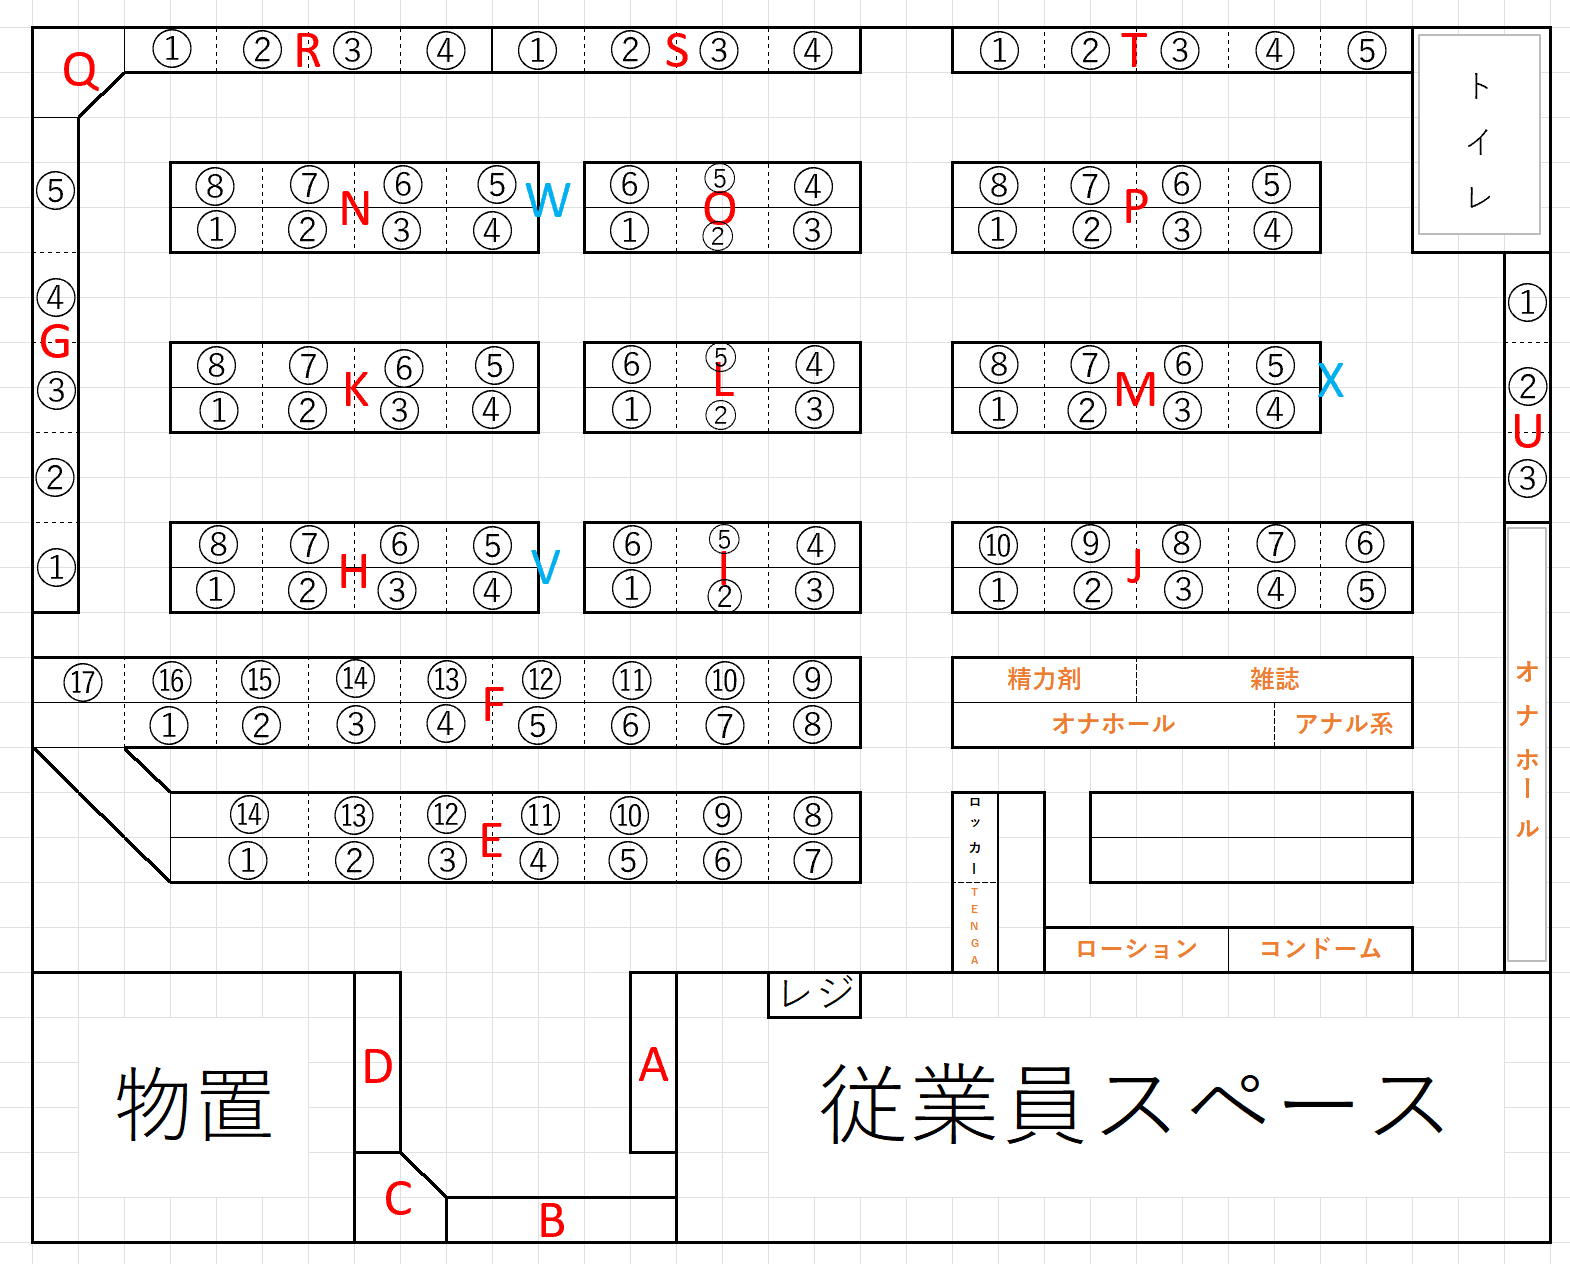 Q ① ② R ③ ④ ① ② S ③ ④ ① ② T ③ ④ ⑤
トイレ
⑧ ⑦ ⑥ ⑤ ⑥ ⑤ ④ ⑧ ⑦ ⑥ ⑤
N W O P
① ② ③ ④ ① ② ③ ① ② ③ ④
⑤
④
G
③
②
①
⑧ ⑦ ⑥ ⑤ ⑥ ⑤ ④ ⑧ ⑦ ⑥ ⑤
K L M X
① ② ③ ④ ① ② ③ ① ② ③ ④
①
②
U
③
⑧ ⑦ ⑥ ⑤ ⑥ ⑤ ④ ⑩ ⑨ ⑧ ⑦ ⑥
H V I J
① ② ③ ④ ① ② ③ ① ② ③ ④ ⑤
⑰ ⑯ ⑮ ⑭ ⑬ ⑫ ⑪ ⑩ ⑨
F
① ② ③ ④ ⑤ ⑥ ⑦ ⑧
精力剤 雑誌
オナホール アナル系
オナホール
⑭ ⑬ ⑫ ⑪ ⑩ ⑨ ⑧
E
① ② ③ ④ ⑤ ⑥ ⑦
ロッカー
TENGA
ローション コンドーム
レジ
物置
D
A
従業員スペース
C
B